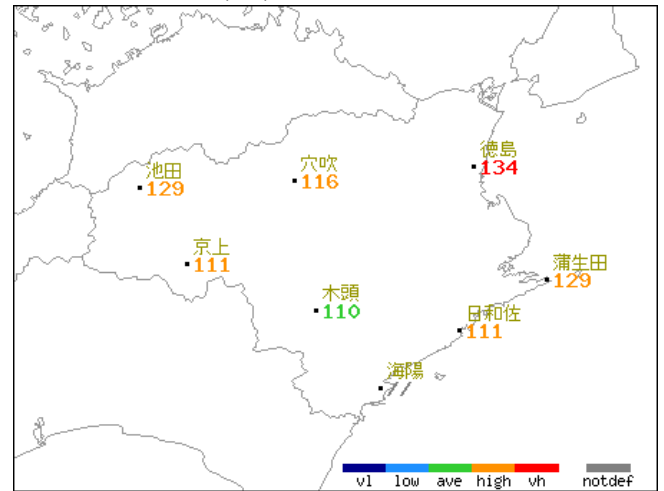 徳島
134
穴吹
116
池田
129
京上
111
蒲生田
129
木頭
110
日和佐
111
海陽
vl low ave high vh notdef